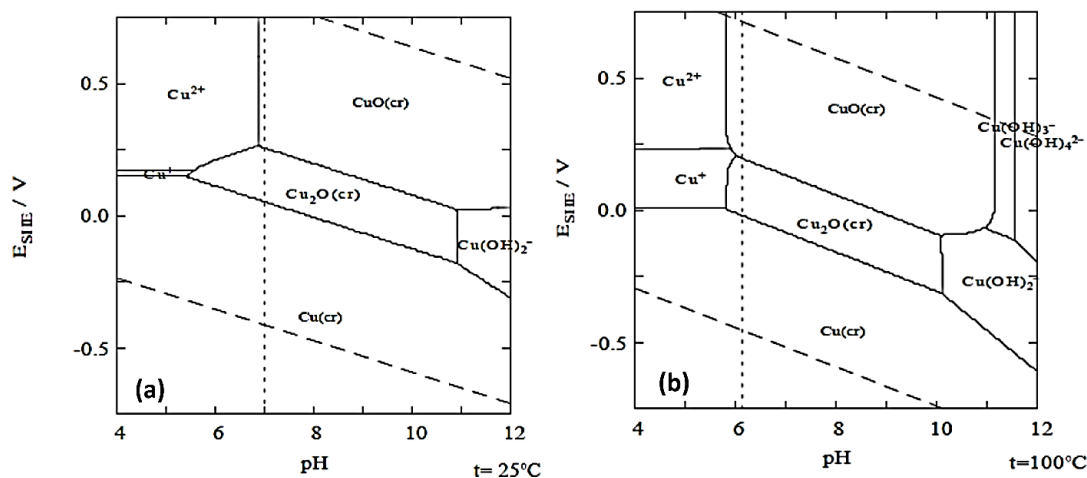 0.5
0.0
-0.5
E_SHE / V
Cu²⁺
CuO(cr)
Cu⁺
Cu₂O(cr)
Cu(OH)₂⁻
Cu(cr)
(a)
4
6
8
10
12
pH
t= 25°C
0.5
0.0
-0.5
E_SHE / V
Cu²⁺
CuO(cr)
Cu(OH)₃⁻
Cu(OH)₄²⁻
Cu⁺
Cu₂O(cr)
Cu(OH)₂⁻
Cu(cr)
(b)
4
6
8
10
12
pH
t=100°C